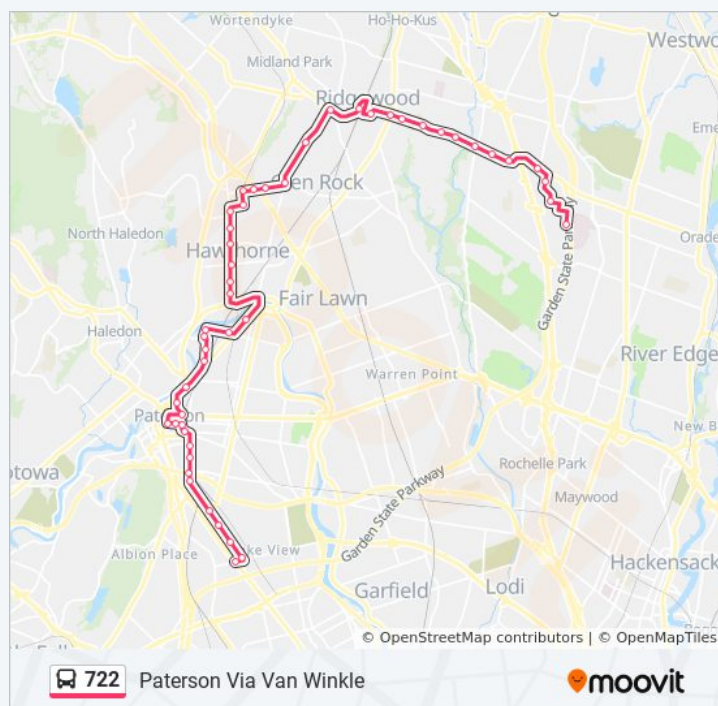 Ho-Ho-Kus
Wortendyke
Westwo
Midland Park
Ridgewood
Eme
Glen Rock
North Haledon
Orade
Hawthorne
Garden State Parkway
Fair Lawn
Haledon
River Edge
Warren Point
Paterson
New B
Rochelle Park
otowa
Maywood
Garden State Parkway
Albion Place
Lake View
Hackensack
Garfield
Lodi
© OpenStreetMap contributors | © OpenMapTiles
722 Paterson Via Van Winkle
moovit